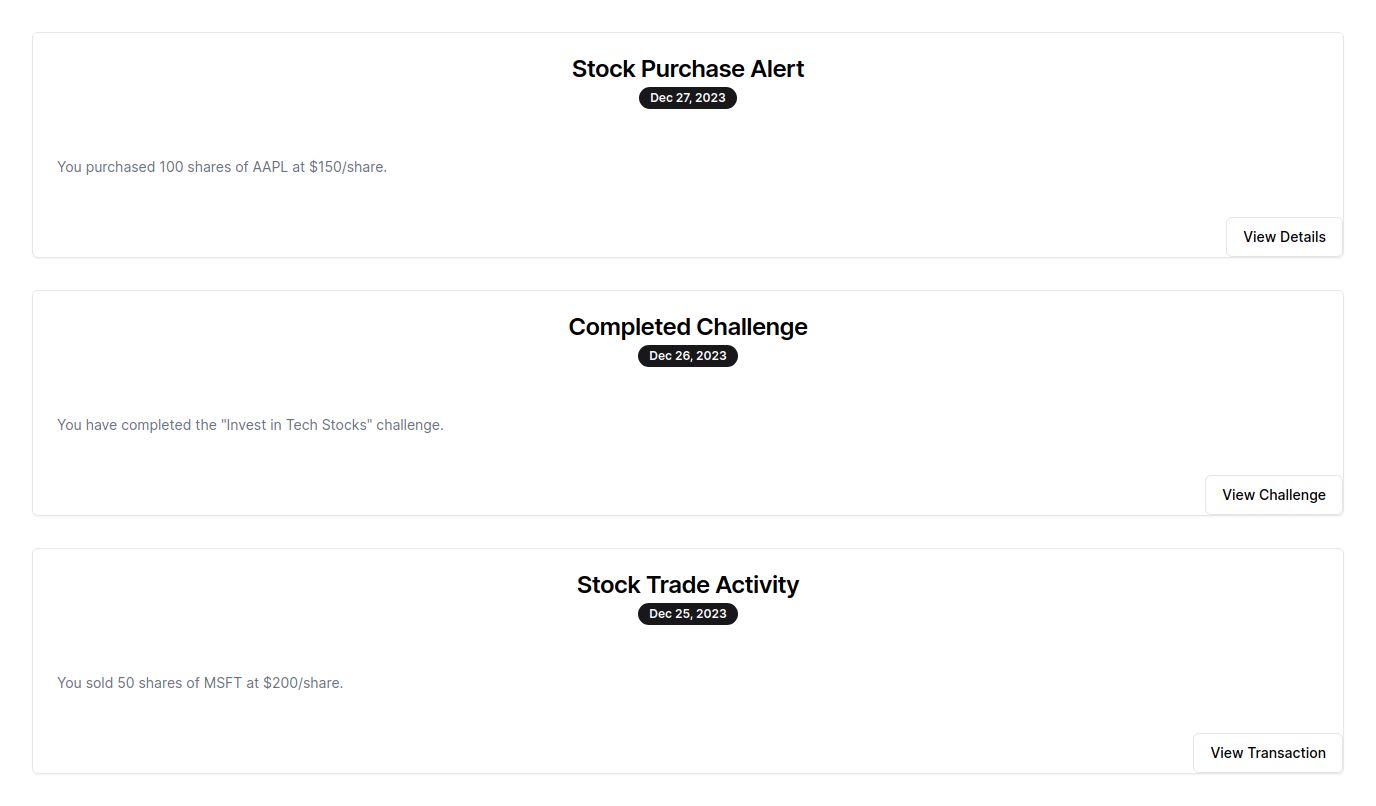 Stock Purchase Alert
Dec 27, 2023
You purchased 100 shares of AAPL at $150/share.
View Details
Completed Challenge
Dec 26, 2023
You have completed the "Invest in Tech Stocks" challenge.
View Challenge
Stock Trade Activity
Dec 25, 2023
You sold 50 shares of MSFT at $200/share.
View Transaction